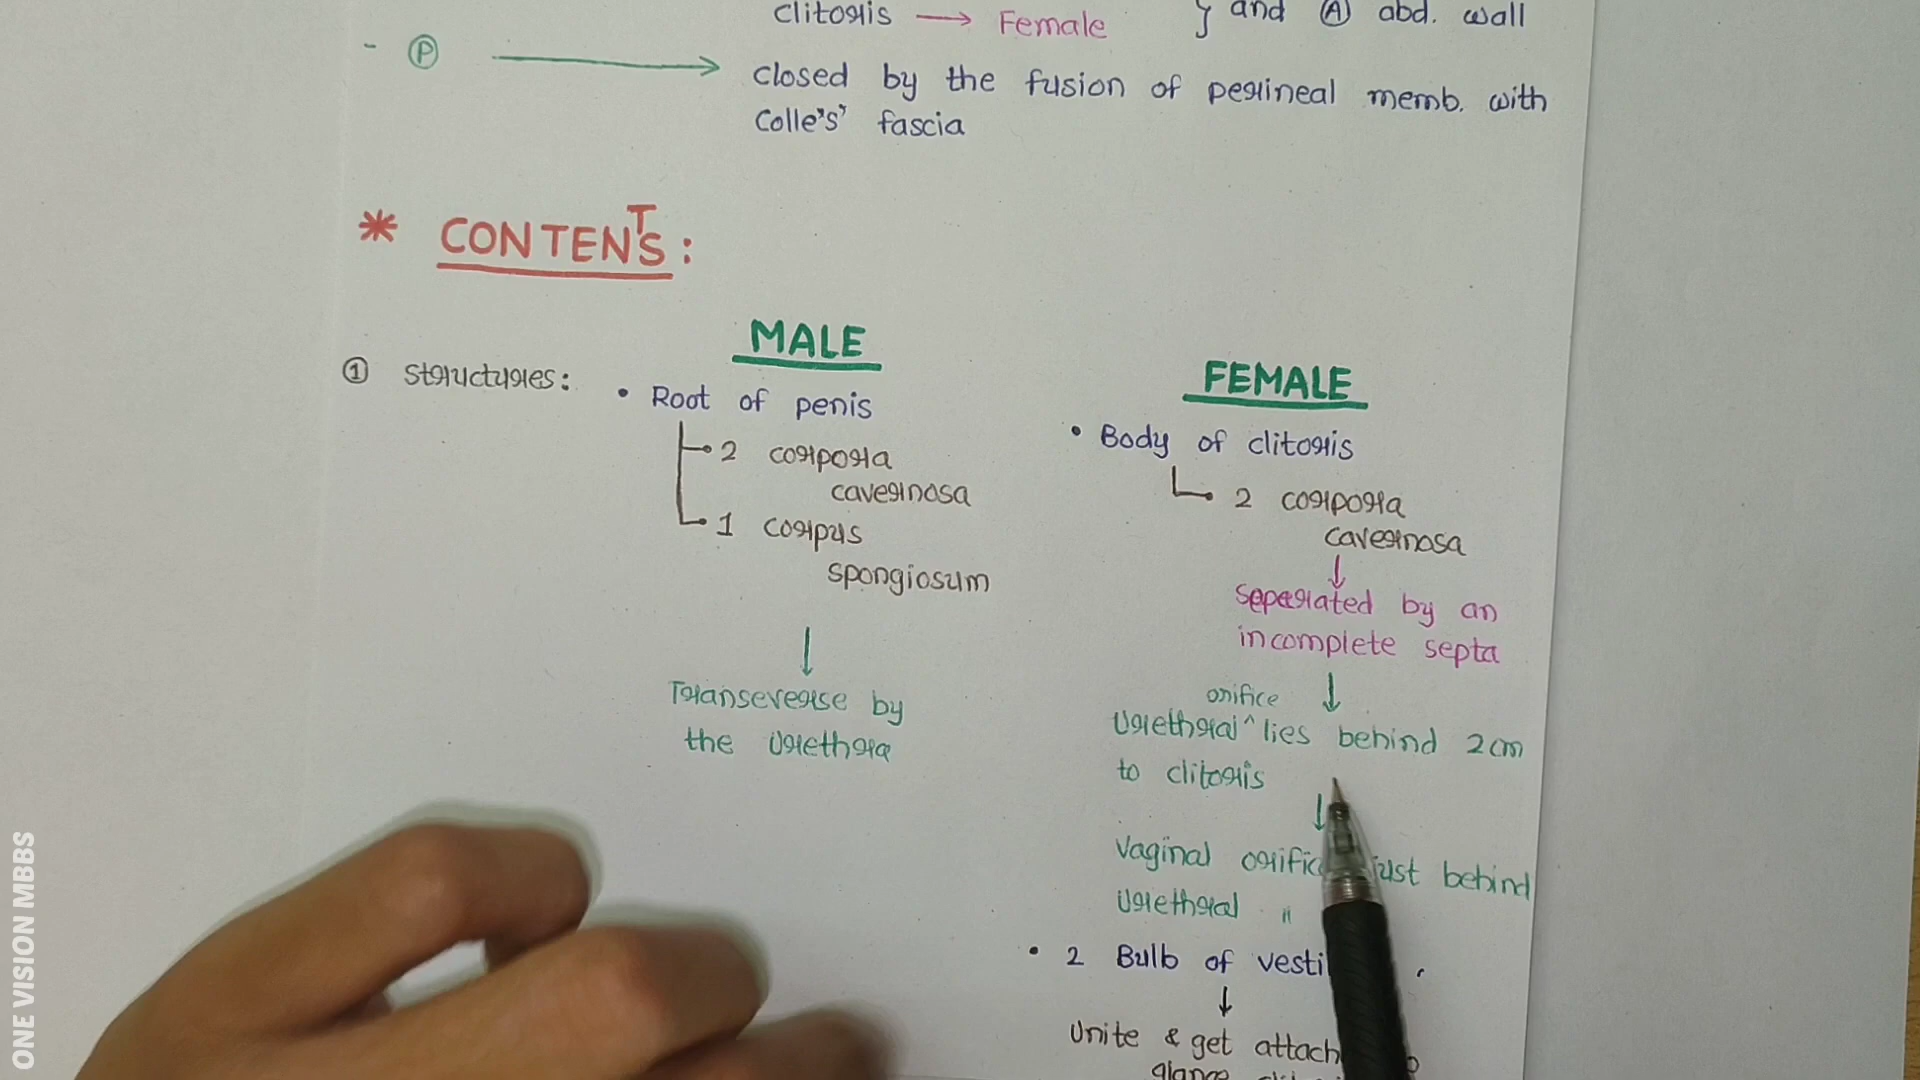 clitoris → Female } and Ⓐ abd. wall
- Ⓟ → closed by the fusion of perineal memb. with
Colle's' fascia
* CONTENTS:
MALE
① structures:
• Root of penis
2 corpora
cavernosa
1 corpus
spongiosum
↓
Transeverse by
the Urethra
FEMALE
• Body of clitoris
2 corpora
cavernosa
↓
seperated by an
incomplete septa
↓
orifice
Urethral ^ lies behind 2cm
to clitoris
↓
Vaginal behind
Urethral "
• 2 Bulb of
↓
Unite & get
ONE VISION MBBS